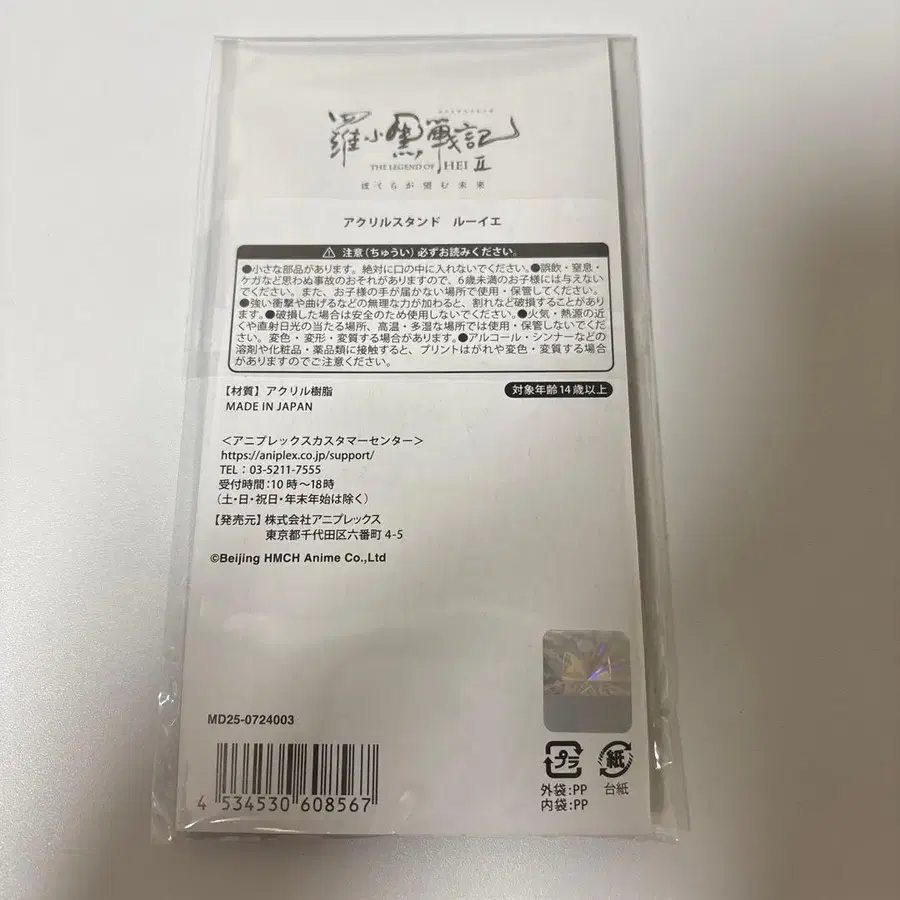 羅小黒戦記
THE LEGEND OF HEI II
ぼくらが望む未来
アクリルスタンド ルーイエ
⚠ 注意(ちゅうい)必ずお読みください。
●小さな部品があります。絶対に口の中に入れないでください。●誤飲・窒息・
ケガなど思わぬ事故のおそれがありますので、6歳未満のお子様には与えない
でください。また、お子様の手が届かない場所で使用・保管してください。
●強い衝撃や曲げるなどの無理な力が加わると、割れなど破損することがあり
ます。●破損した場合は安全のため使用しないでください。●火気・熱源の近
くや直射日光の当たる場所、高温・多湿な場所では使用・保管しないでくだ
さい。変色・変形・変質する場合があります。●アルコール・シンナーなどの
溶剤や化粧品・薬品類に接触すると、プリントはがれや変色・変質する場合
がありますのでご注意ください。
【材質】アクリル樹脂
対象年齢14歳以上
MADE IN JAPAN
<アニプレックスカスタマーセンター>
https://aniplex.co.jp/support/
TEL:03-5211-7555
受付時間:10時~18時
(土・日・祝日・年末年始は除く)
【発売元】株式会社アニプレックス
東京都千代田区六番町4-5
©Beijing HMCH Anime Co.,Ltd
MD25-0724003
4 534530 608567
プラ
紙
外袋:PP
台紙
内袋:PP